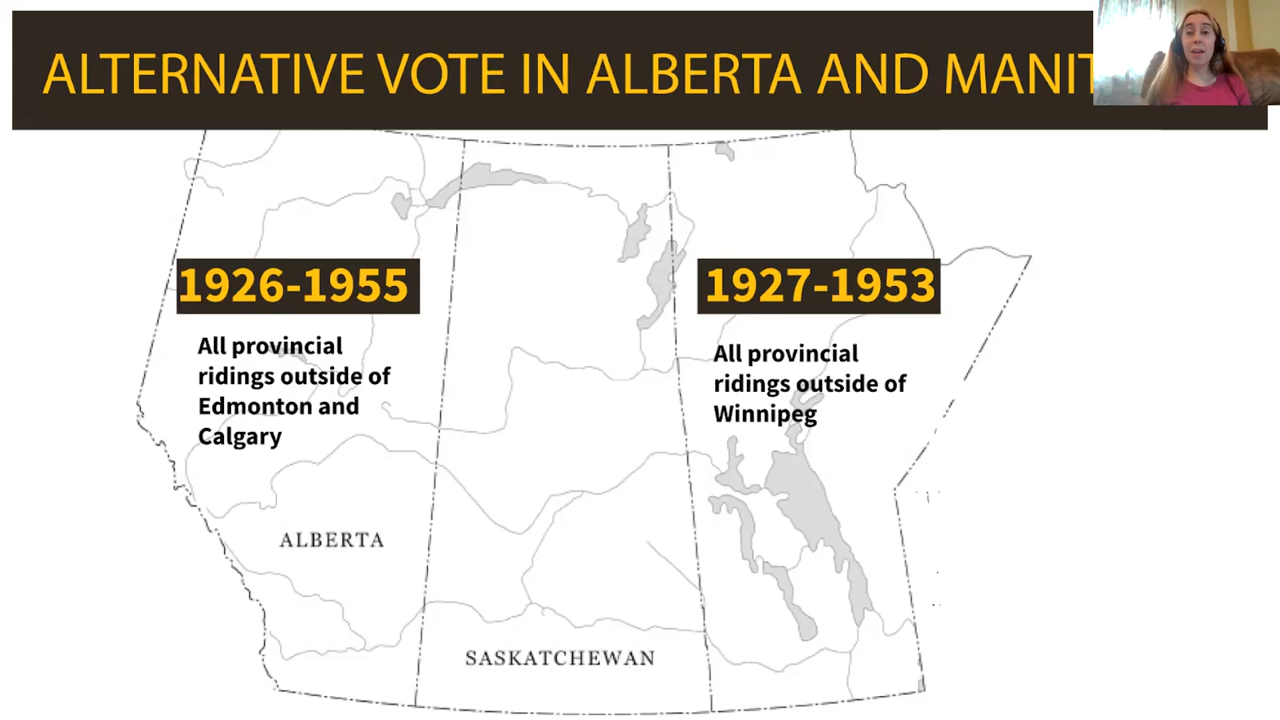 ALTERNATIVE VOTE IN ALBERTA AND MANIT
1926-1955
All provincial
ridings outside of
Edmonton and
Calgary
1927-1953
All provincial
ridings outside of
Winnipeg
ALBERTA
SASKATCHEWAN